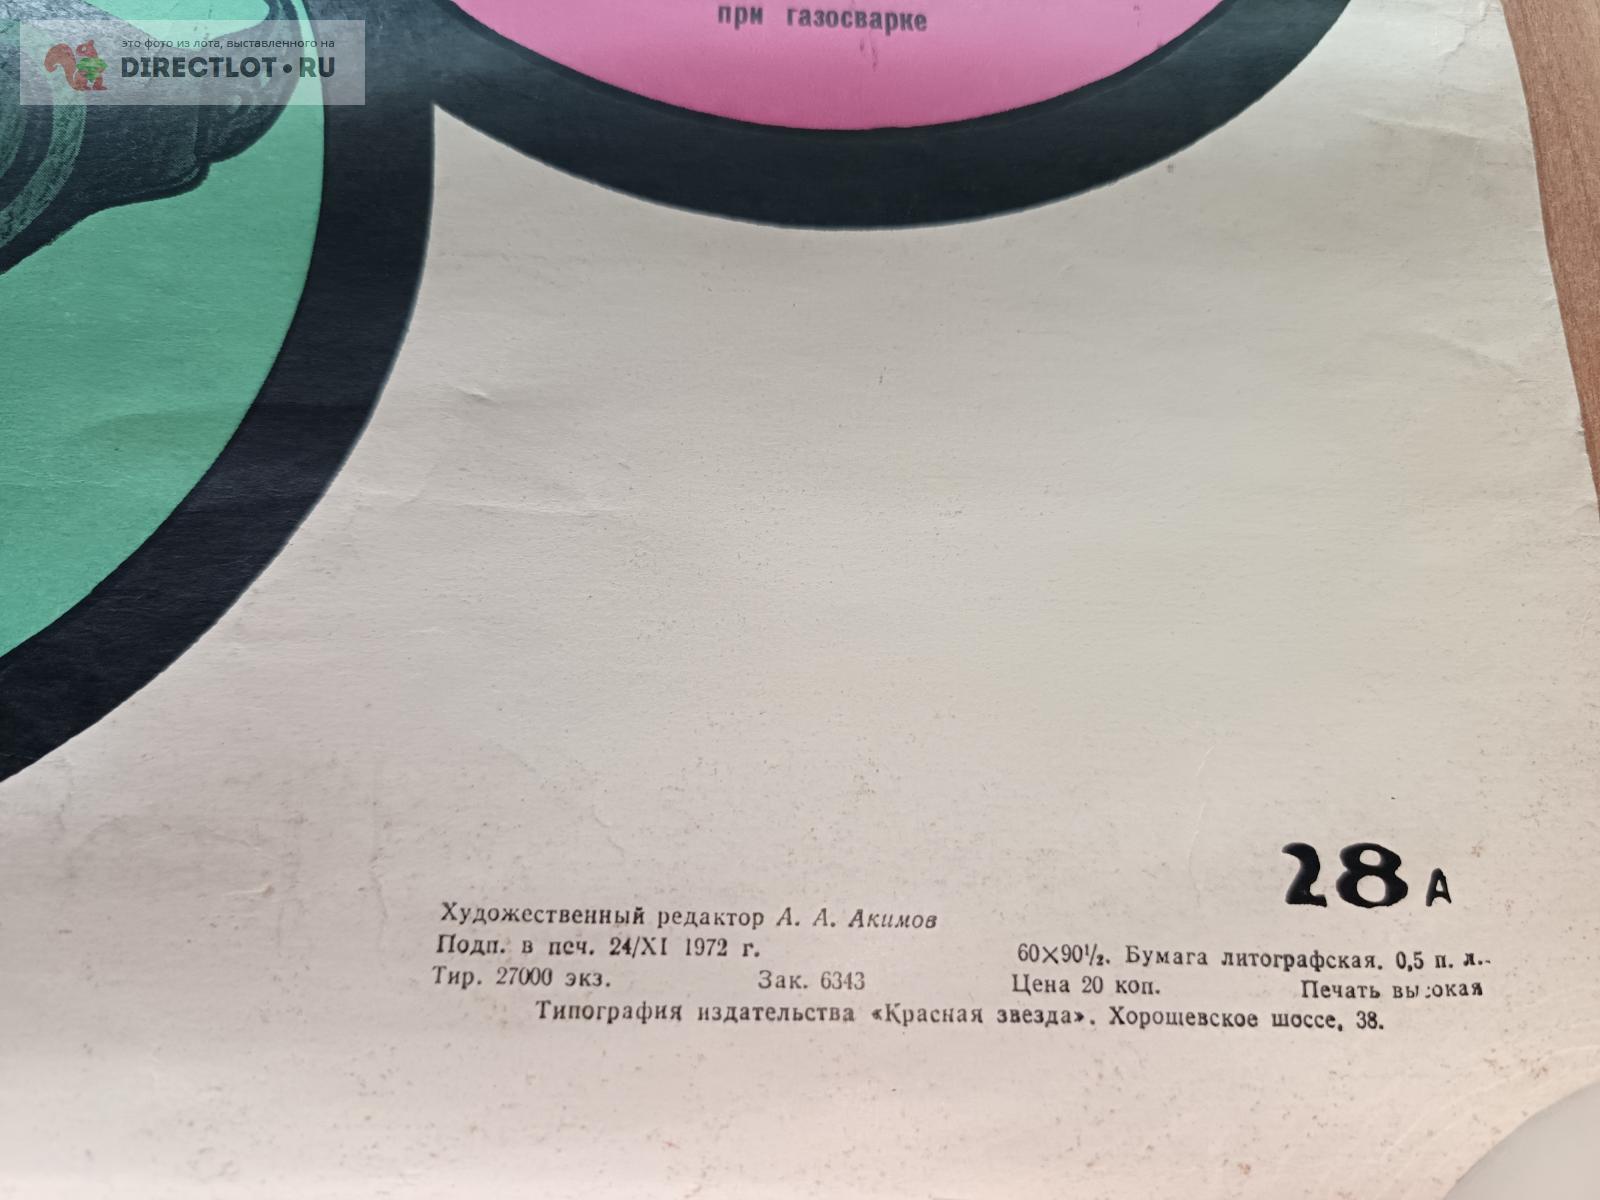 это фото из лота, выставленного на
DIRECTLOT•RU
при газосварке
28 А
Художественный редактор А. А. Акимов
Подп. в печ. 24/XI 1972 г.
60×90½. Бумага литографская. 0,5 п. л.
Тир. 27000 экз. Зак. 6343 Цена 20 коп. Печать вы окая
Типография издательства «Красная звезда». Хорошевское шоссе, 38.